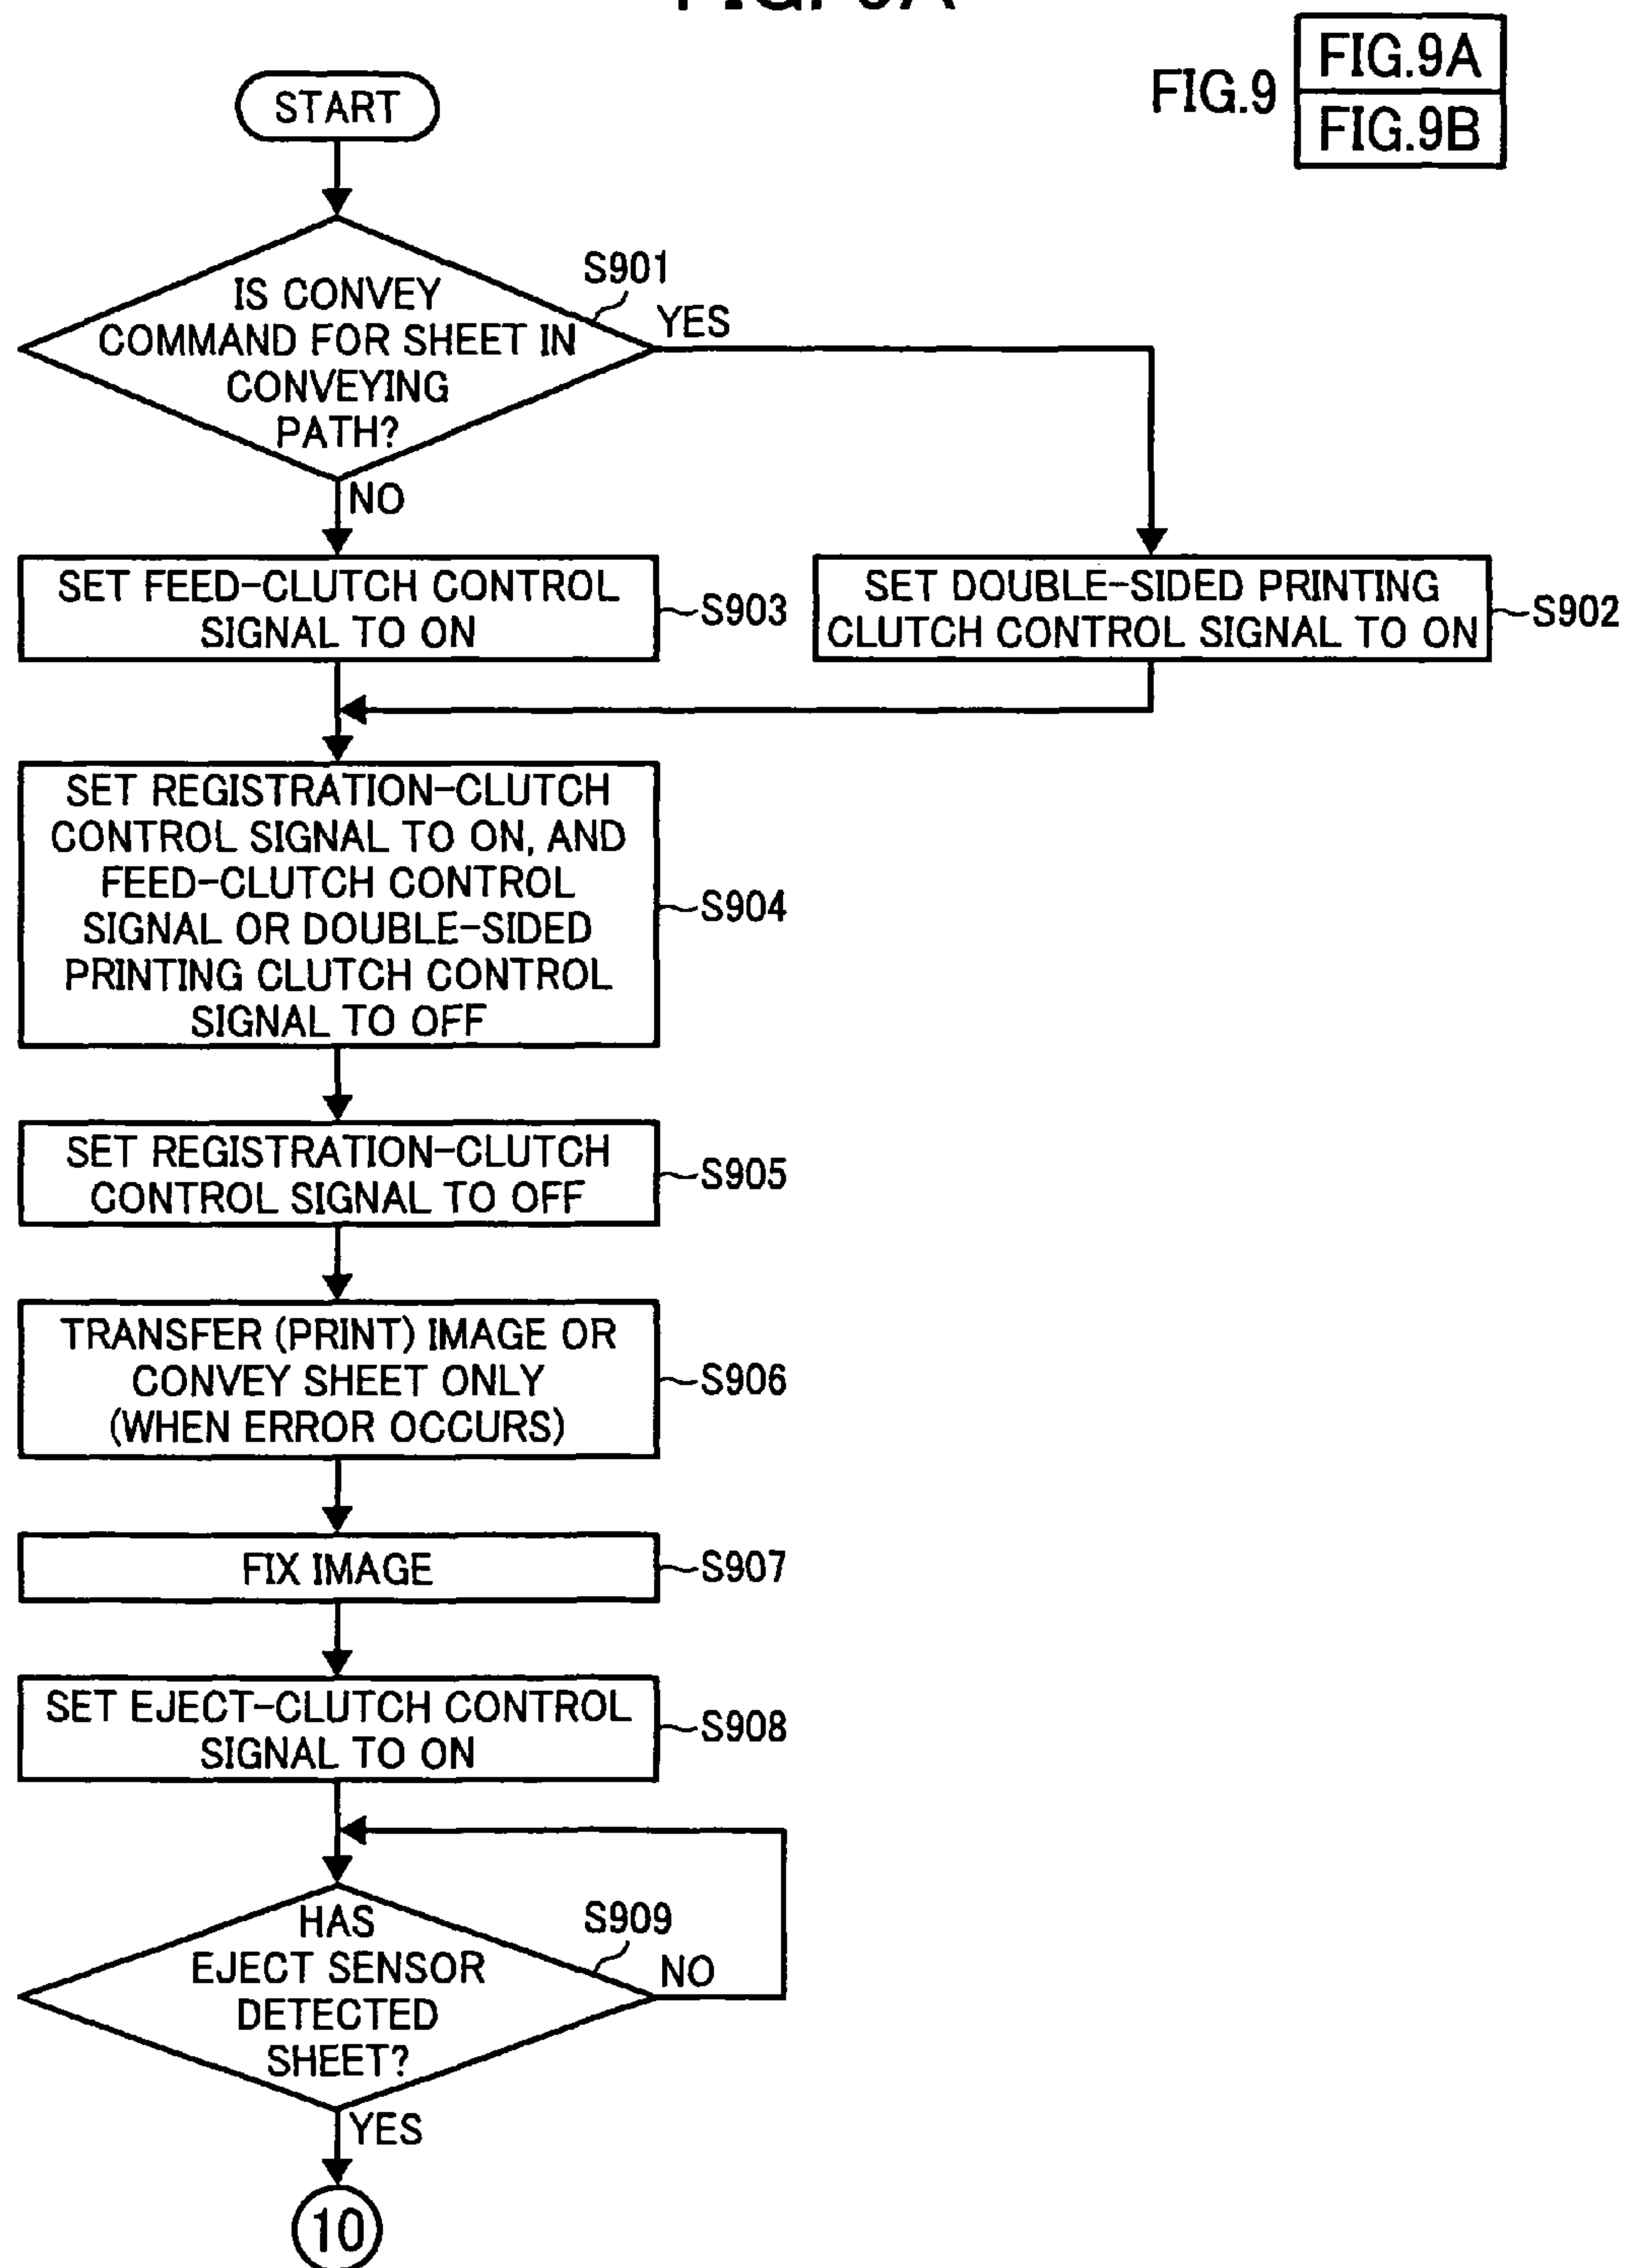 FIG. 9A
FIG.9
FIG.9A
FIG.9B
START
S901
IS CONVEY
COMMAND FOR SHEET IN
CONVEYING
PATH?
YES
NO
SET FEED-CLUTCH CONTROL
SIGNAL TO ON
S903
SET DOUBLE-SIDED PRINTING
CLUTCH CONTROL SIGNAL TO ON
S902
SET REGISTRATION-CLUTCH
CONTROL SIGNAL TO ON, AND
FEED-CLUTCH CONTROL
SIGNAL OR DOUBLE-SIDED
PRINTING CLUTCH CONTROL
SIGNAL TO OFF
S904
SET REGISTRATION-CLUTCH
CONTROL SIGNAL TO OFF
S905
TRANSFER (PRINT) IMAGE OR
CONVEY SHEET ONLY
(WHEN ERROR OCCURS)
S906
FIX IMAGE
S907
SET EJECT-CLUTCH CONTROL
SIGNAL TO ON
S908
HAS
EJECT SENSOR
DETECTED
SHEET?
S909
NO
YES
10